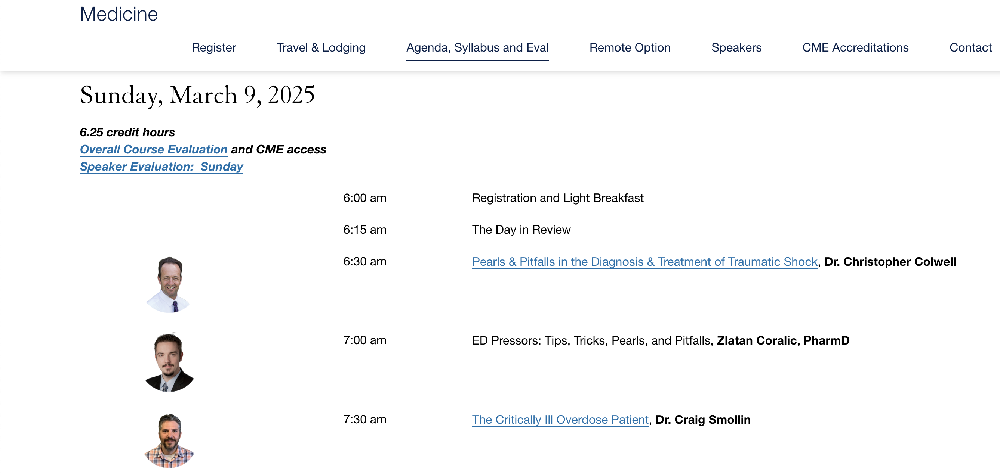 Medicine
Register Travel & Lodging Agenda, Syllabus and Eval Remote Option Speakers CME Accreditations Contact
Sunday, March 9, 2025
6.25 credit hours
Overall Course Evaluation and CME access
Speaker Evaluation:  Sunday
6:00 am Registration and Light Breakfast
6:15 am The Day in Review
6:30 am Pearls & Pitfalls in the Diagnosis & Treatment of Traumatic Shock, Dr. Christopher Colwell
7:00 am ED Pressors: Tips, Tricks, Pearls, and Pitfalls, Zlatan Coralic, PharmD
7:30 am The Critically Ill Overdose Patient, Dr. Craig Smollin